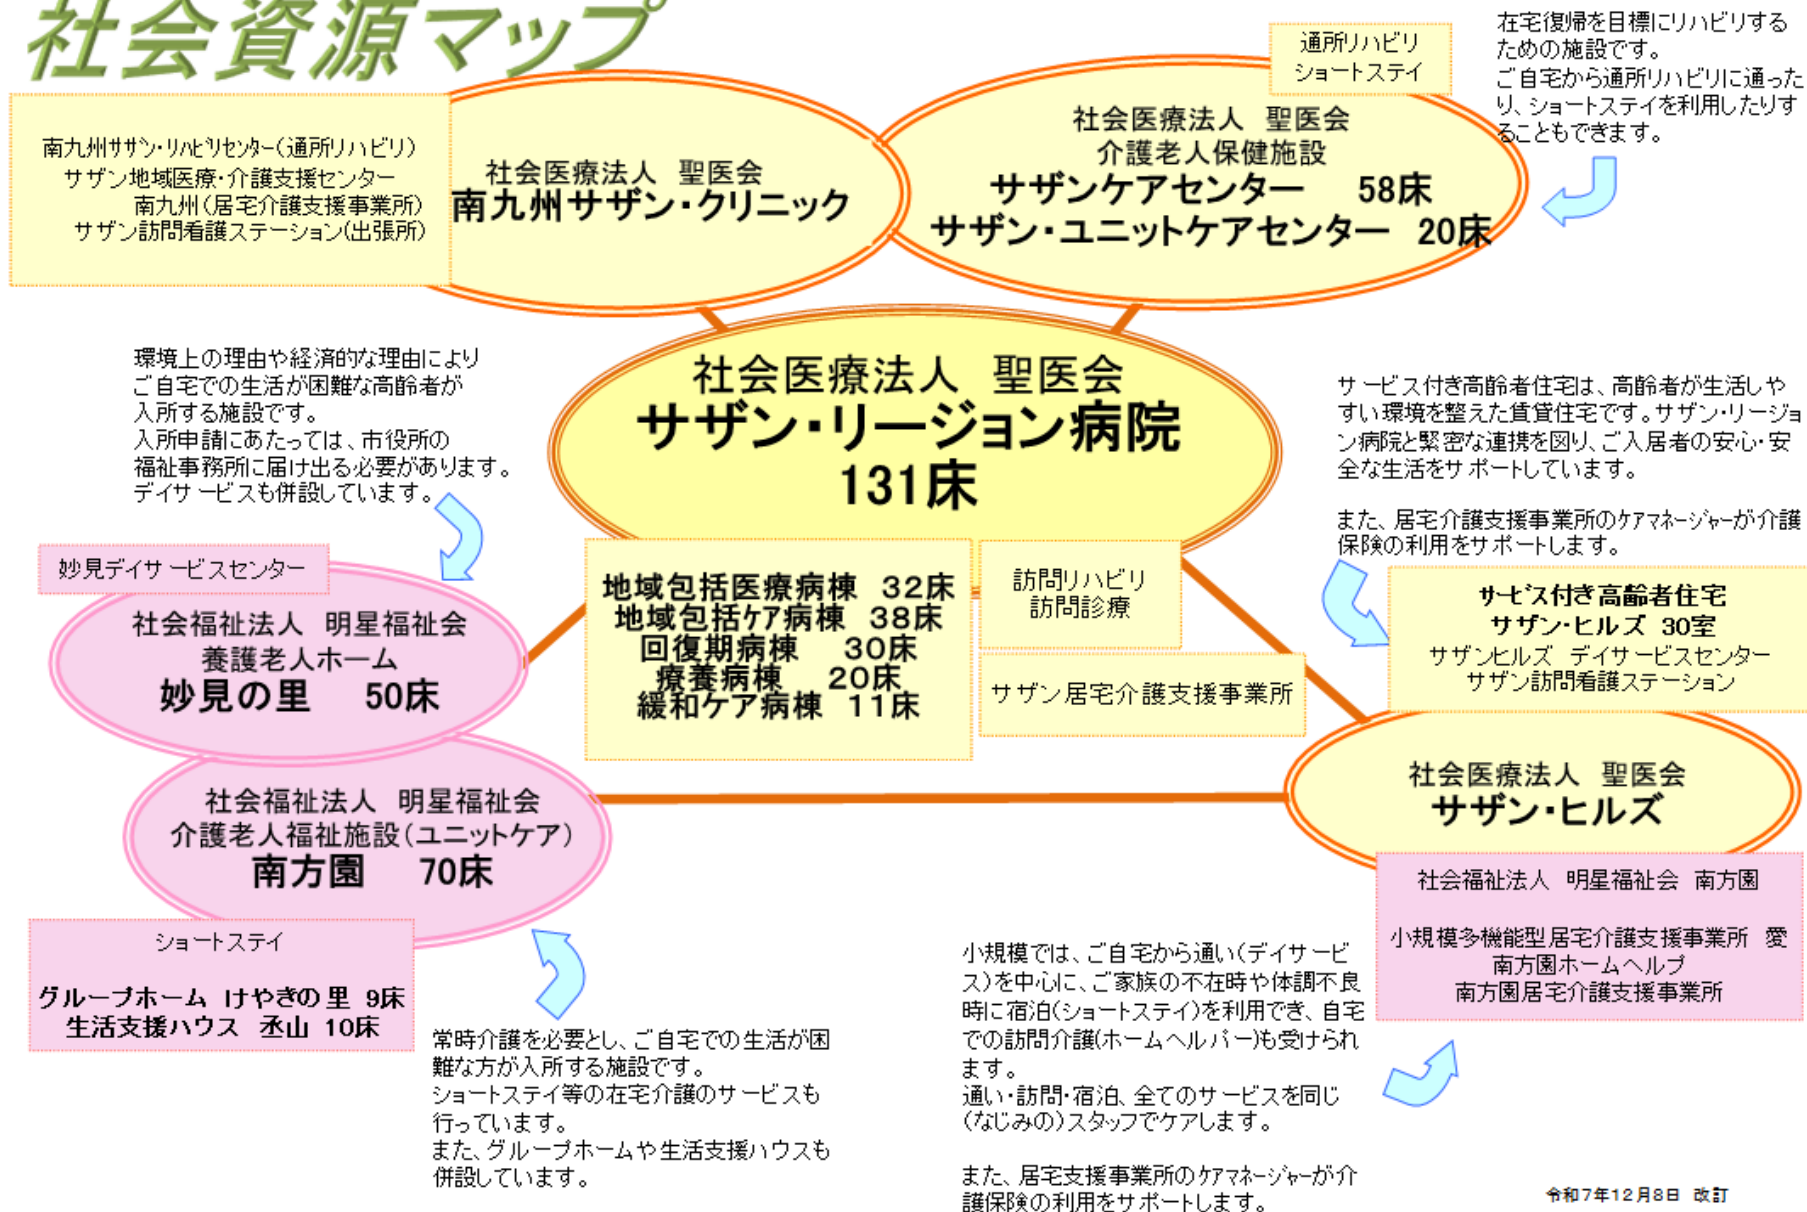 社会資源マップ
南九州ササン・リハビリセンター(通所リハビリ)
サザン地域医療・介護支援センター
南九州(居宅介護支援事業所)
サザン訪問看護ステーション(出張所)
社会医療法人 聖医会
南九州サザン・クリニック
通所リハビリ
ショートステイ
社会医療法人 聖医会
介護老人保健施設
サザンケアセンター 58床
サザン・ユニットケアセンター 20床
在宅復帰を目標にリハビリする
ための施設です。
ご自宅から通所リハビリに通った
り、ショートステイを利用したりす
ることもできます。
社会医療法人 聖医会
サザン・リージョン病院
131床
地域包括医療病棟 32床
地域包括ケア病棟 38床
回復期病棟 30床
療養病棟 20床
緩和ケア病棟 11床
訪問リハビリ
訪問診療
サザン居宅介護支援事業所
環境上の理由や経済的な理由により
ご自宅での生活が困難な高齢者が
入所する施設です。
入所申請にあたっては、市役所の
福祉事務所に届け出る必要があります。
デイサービスも併設しています。
妙見デイサービスセンター
社会福祉法人 明星福祉会
養護老人ホーム
妙見の里 50床
社会福祉法人 明星福祉会
介護老人福祉施設(ユニットケア)
南方園 70床
ショートステイ
グループホーム けやきの里 9床
生活支援ハウス 丞山 10床
常時介護を必要とし、ご自宅での生活が困
難な方が入所する施設です。
ショートステイ等の在宅介護のサービスも
行っています。
また、グループホームや生活支援ハウスも
併設しています。
サービス付き高齢者住宅は、高齢者が生活しや
すい環境を整えた賃貸住宅です。サザン・リージョ
ン病院と緊密な連携を図り、ご入居者の安心・安
全な生活をサポートしています。
また、居宅介護支援事業所のケアマネージャーが介護
保険の利用をサポートします。
サービス付き高齢者住宅
サザン・ヒルズ 30室
サザンヒルズ デイサービスセンター
サザン訪問看護ステーション
社会医療法人 聖医会
サザン・ヒルズ
社会福祉法人 明星福祉会 南方園
小規模多機能型居宅介護支援事業所 愛
南方園ホームヘルプ
南方園居宅介護支援事業所
小規模では、ご自宅から通い(デイサービ
ス)を中心に、ご家族の不在時や体調不良
時に宿泊(ショートステイ)を利用でき、自宅
での訪問介護(ホームヘルパー)も受けられ
ます。
通い・訪問・宿泊、全てのサービスを同じ
(なじみの)スタッフでケアします。
また、居宅支援事業所のケアマネージャーが介
護保険の利用をサポートします。
令和7年12月8日 改訂